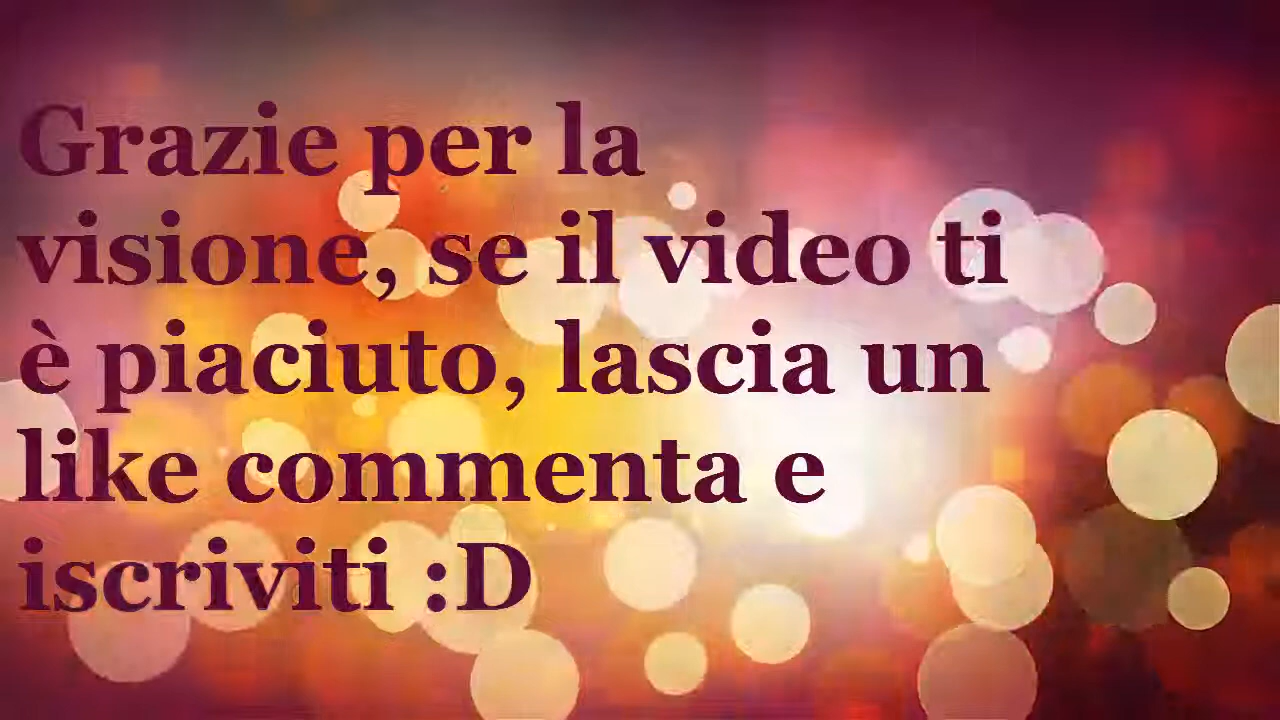 Grazie per la
visione, se il video ti
è piaciuto, lascia un
like commenta e
iscriviti :D